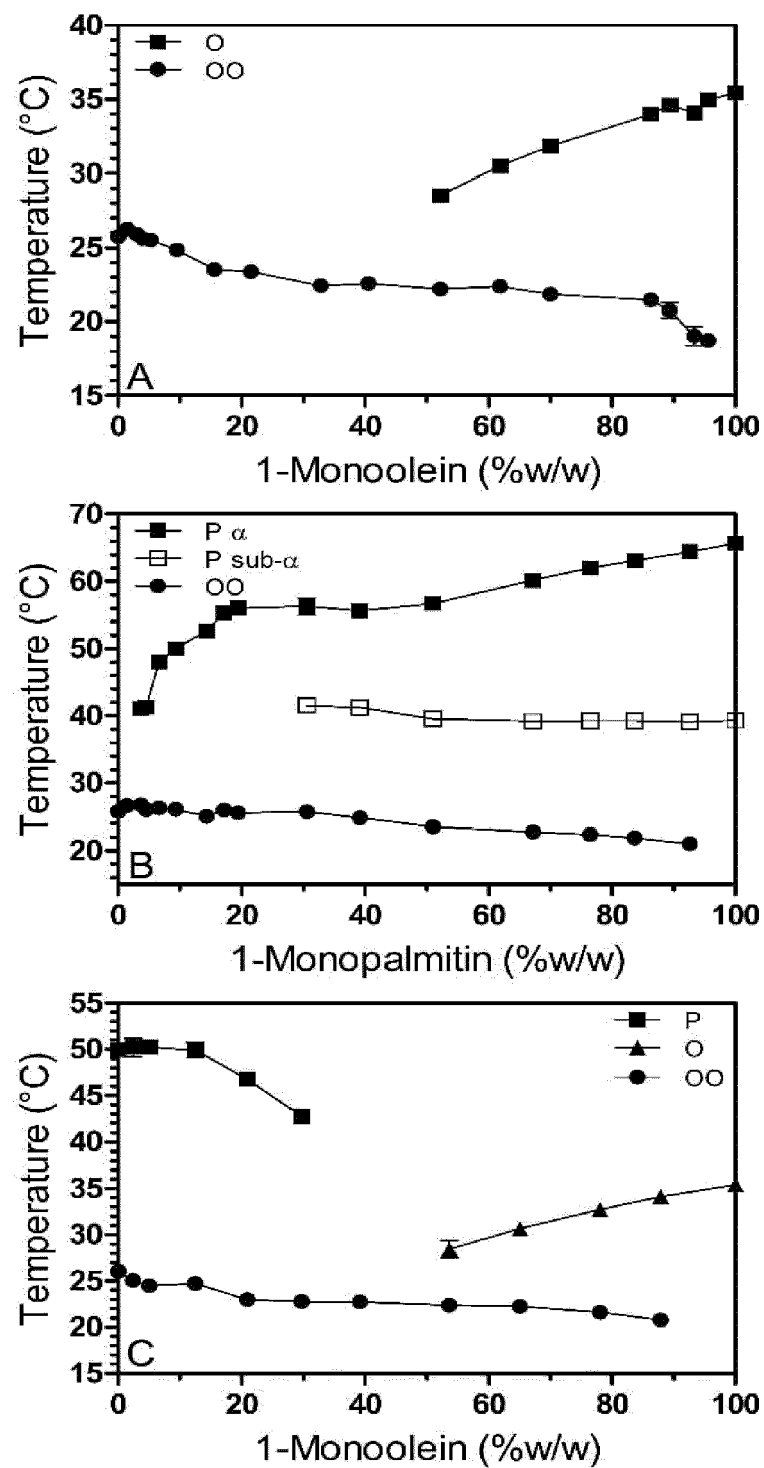 40
35
30
25
20
15
Temperature (°C)
O
OO
A
0 20 40 60 80 100
1-Monoolein (%w/w)
70
60
50
40
30
20
Temperature (°C)
P α
P sub-α
OO
B
0 20 40 60 80 100
1-Monopalmitin (%w/w)
55
50
45
40
35
30
25
20
15
Temperature (°C)
P
O
OO
C
0 20 40 60 80 100
1-Monoolein (%w/w)